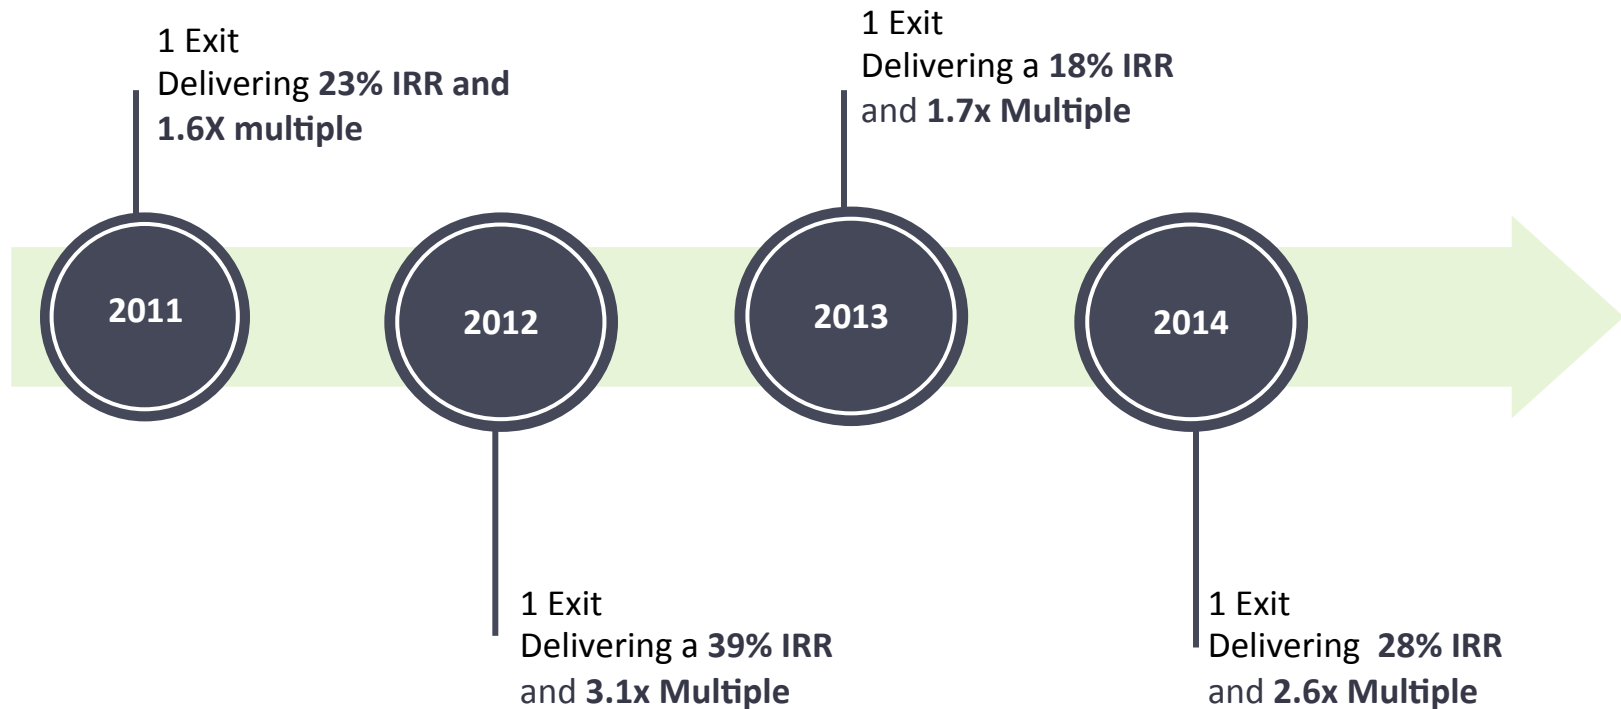 1 Exit
Delivering 23% IRR and
1.6X multiple
1 Exit
Delivering a 18% IRR
and 1.7x Multiple
2011
2012
2013
2014
1 Exit
Delivering a 39% IRR
and 3.1x Multiple
1 Exit
Delivering  28% IRR
and 2.6x Multiple